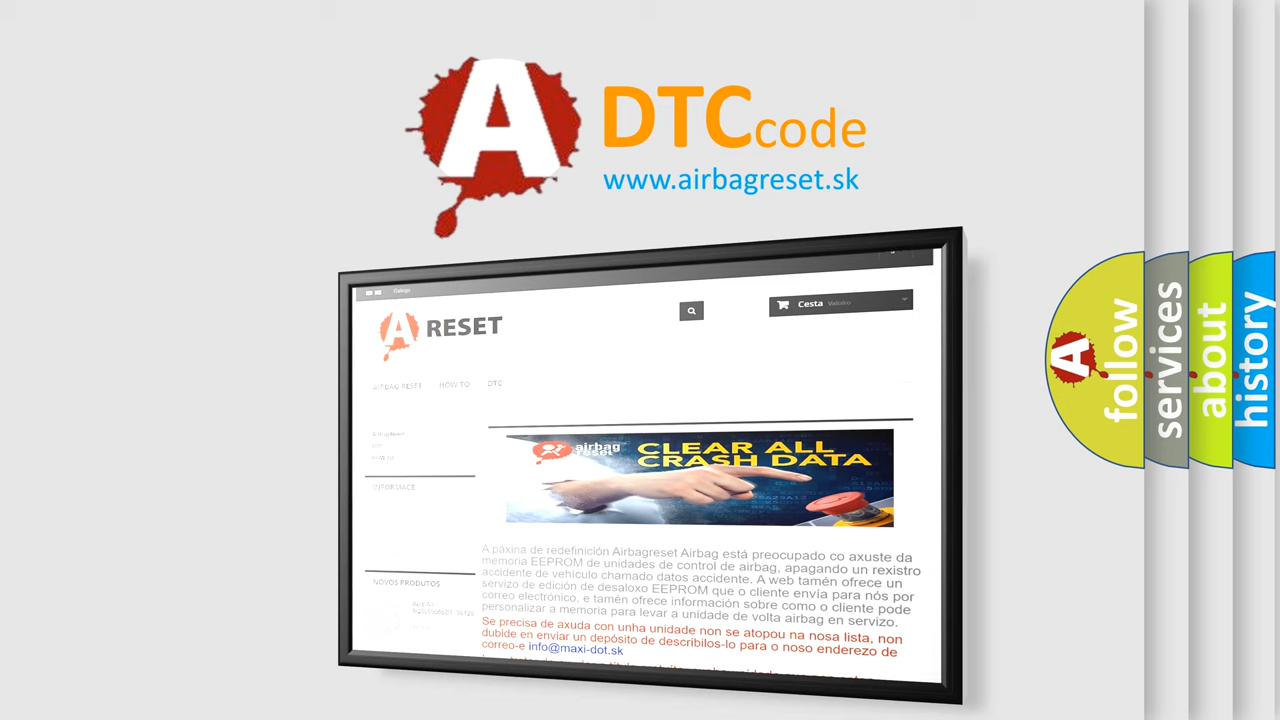 A
DTC code
www.airbagreset.sk
Galego
A RESET
Cesta Valeiro
AIRBAG RESET HOW TO DTC
INFORMACE
CLEAR ALL
CRASH DATA
airbag
reset
A páxina de redefinición Airbagreset Airbag está preocupado co axuste da
memoria EEPROM de unidades de control de airbag, apagando un rexistro
accidente de vehículo chamado datos accidente. A web tamén ofrece un
servizo de edición de desaloxo EEPROM que o cliente envía para nós por
correo electrónico, e tamén ofrece información sobre como o cliente pode
personalizar a memoria para levar a unidade de volta airbag en servizo.
Se precisa de axuda con unha unidade non se atopou na nosa lista, non
dubide en enviar un depósito de describilos-lo para o noso enderezo de
correo-e info@maxi-dot.sk
NOVOS PRODUTOS
A follow
services
about
history